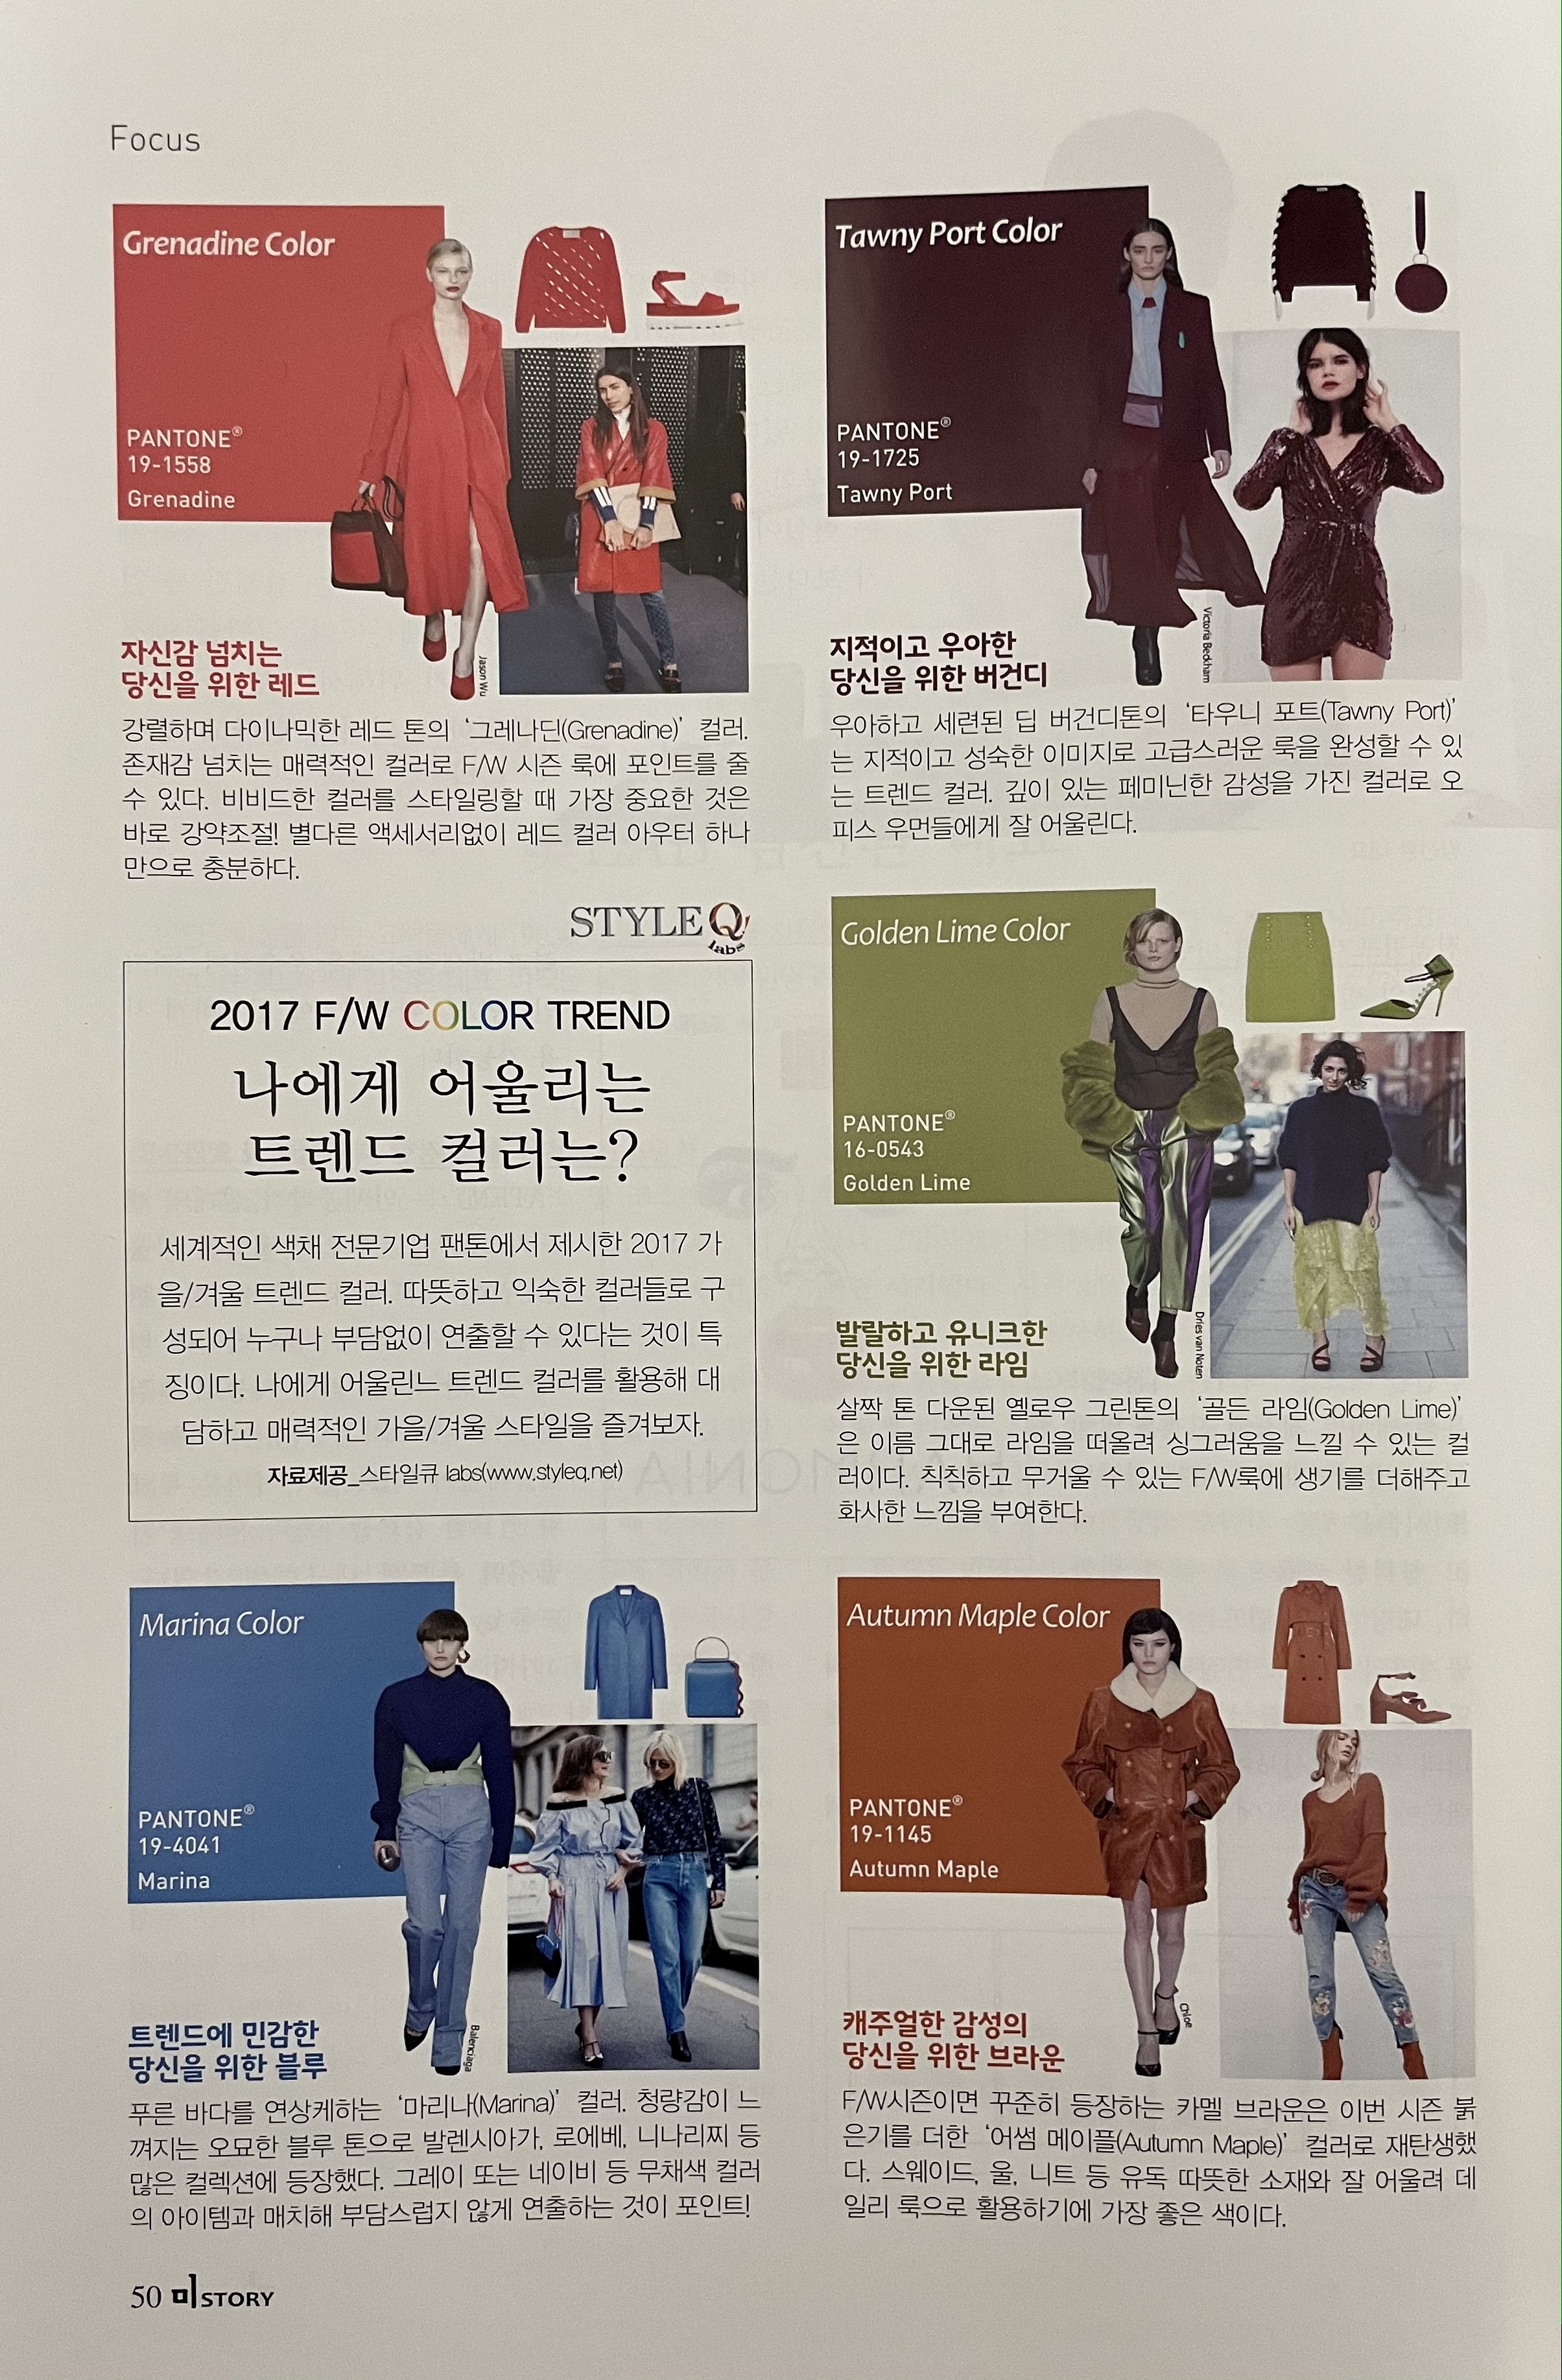 Focus
Grenadine Color
PANTONE®
19-1558
Grenadine
Jason Wu
자신감 넘치는
당신을 위한 레드
강렬하며 다이나믹한 레드 톤의 ‘그레나딘(Grenadine)’ 컬러.
존재감 넘치는 매력적인 컬러로 F/W 시즌 룩에 포인트를 줄
수 있다. 비비드한 컬러를 스타일링할 때 가장 중요한 것은
바로 강약조절! 별다른 액세서리없이 레드 컬러 아우터 하나
만으로 충분하다.
Tawny Port Color
PANTONE®
19-1725
Tawny Port
Victoria Beckham
지적이고 우아한
당신을 위한 버건디
우아하고 세련된 딥 버건디톤의 ‘타우니 포트(Tawny Port)’
는 지적이고 성숙한 이미지로 고급스러운 룩을 완성할 수 있
는 트렌드 컬러. 깊이 있는 페미닌한 감성을 가진 컬러로 오
피스 우먼들에게 잘 어울린다.
STYLE Q!
labs
2017 F/W COLOR TREND
나에게 어울리는
트렌드 컬러는?
세계적인 색채 전문기업 팬톤에서 제시한 2017 가
을/겨울 트렌드 컬러. 따뜻하고 익숙한 컬러들로 구
성되어 누구나 부담없이 연출할 수 있다는 것이 특
징이다. 나에게 어울린느 트렌드 컬러를 활용해 대
담하고 매력적인 가을/겨울 스타일을 즐겨보자.
자료제공_스타일큐 labs(www.styleq.net)
Golden Lime Color
PANTONE®
16-0543
Golden Lime
Dries van Noten
발랄하고 유니크한
당신을 위한 라임
살짝 톤 다운된 옐로우 그린톤의 ‘골든 라임(Golden Lime)’
은 이름 그대로 라임을 떠올려 싱그러움을 느낄 수 있는 컬
러이다. 칙칙하고 무거울 수 있는 F/W룩에 생기를 더해주고
화사한 느낌을 부여한다.
Marina Color
PANTONE®
19-4041
Marina
Balenciaga
트렌드에 민감한
당신을 위한 블루
푸른 바다를 연상케하는 ‘마리나(Marina)’ 컬러. 청량감이 느
껴지는 오묘한 블루 톤으로 발렌시아가, 로에베, 니나리찌 등
많은 컬렉션에 등장했다. 그레이 또는 네이비 등 무채색 컬러
의 아이템과 매치해 부담스럽지 않게 연출하는 것이 포인트!
Autumn Maple Color
PANTONE®
19-1145
Autumn Maple
Chloe
캐주얼한 감성의
당신을 위한 브라운
F/W시즌이면 꾸준히 등장하는 카멜 브라운은 이번 시즌 붉
은기를 더한 ‘어썸 메이플(Autumn Maple)’ 컬러로 재탄생했
다. 스웨이드, 울, 니트 등 유독 따뜻한 소재와 잘 어울려 데
일리 룩으로 활용하기에 가장 좋은 색이다.
50 미STORY